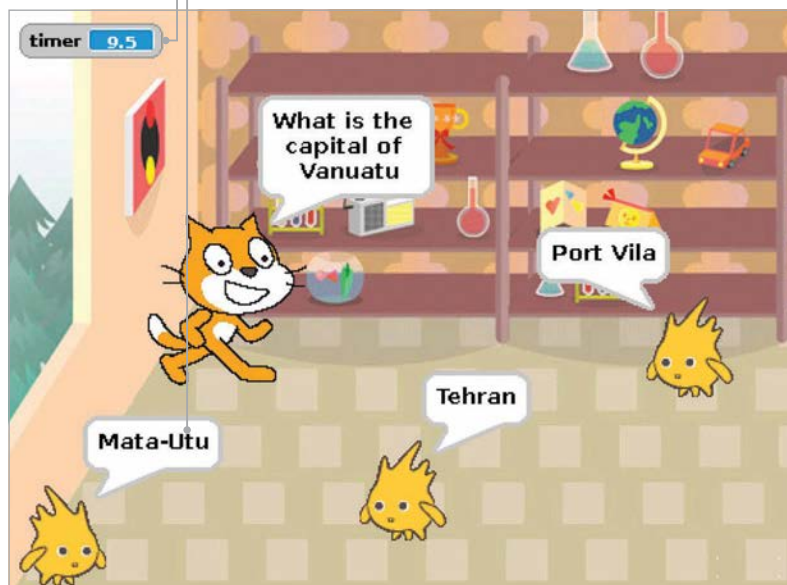 timer 9.5
What is the
capital of
Vanuatu
Port Vila
Tehran
Mata-Utu